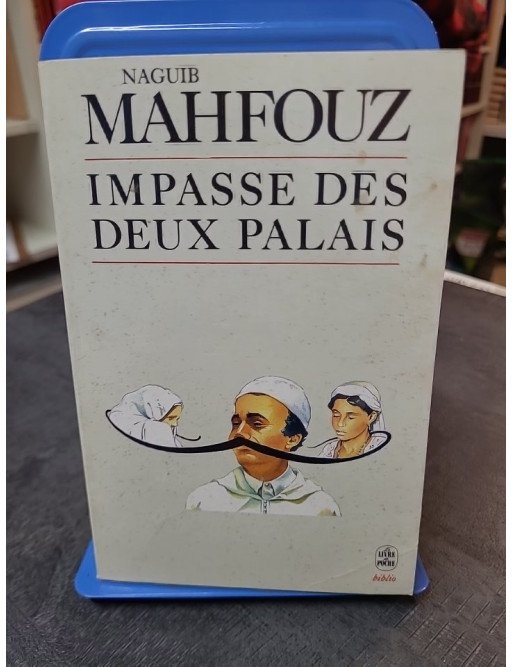 NAGUIB
MAHFOUZ
IMPASSE DES
DEUX PALAIS
LE
LIVRE
DE
POCHE
biblio